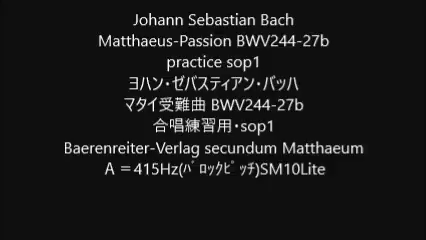 Johann Sebastian Bach
Matthaeus-Passion BWV244-27b
practice sop1
ﾖﾊﾝ･ｾﾞﾊﾞｽﾃｨｱﾝ･ﾊﾞｯﾊ
マタイ受難曲 BWV244-27b
合唱練習用･sop1
Baerenreiter-Verlag secundum Matthaeum
A＝415Hz(ﾊﾞﾛｯｸﾋﾟｯﾁ)SM10Lite